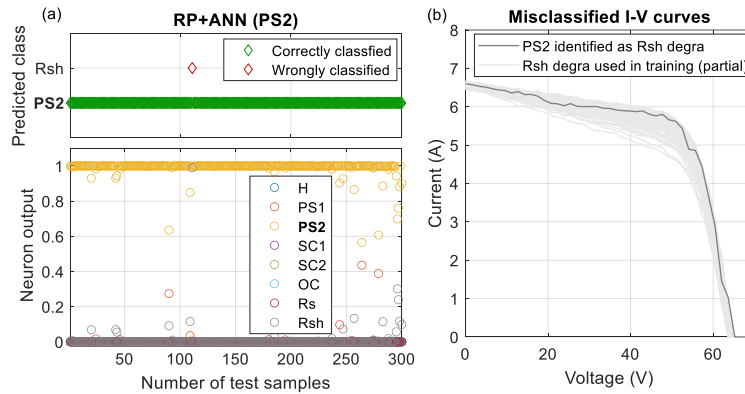 (a)
RP+ANN (PS2)
Predicted class
Rsh
PS2
Correctly classfied
Wrongly classified
Neuron output
1
0.8
0.6
0.4
0.2
0
H
PS1
PS2
SC1
SC2
OC
Rs
Rsh
50
100
150
200
250
300
Number of test samples
(b)
Misclassified I-V curves
PS2 identified as Rsh degra
Rsh degra used in training (partial)
Current (A)
8
7
6
5
4
3
2
1
0
0
20
40
60
Voltage (V)